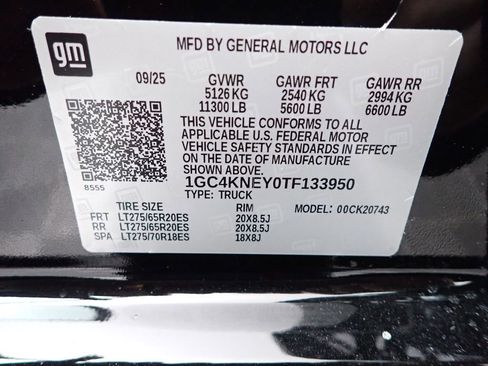 gm
MFD BY GENERAL MOTORS LLC
09/25 GVWR GAWR FRT GAWR RR
5126 KG 2540 KG 2994 KG
11300 LB 5600 LB 6600 LB
THIS VEHICLE CONFORMS TO ALL
APPLICABLE U.S. FEDERAL MOTOR
VEHICLE SAFETY STANDARDS IN EFFECT
ON THE DATE OF MANUFACTURE
SHOWN ABOVE.
8555 1GC4KNEY0TF133950
TYPE: TRUCK
TIRE SIZE RIM MODEL: 00CK20743
FRT LT275/65R20ES 20X8.5J
RR LT275/65R20ES 20X8.5J
SPA LT275/70R18ES 18X8J